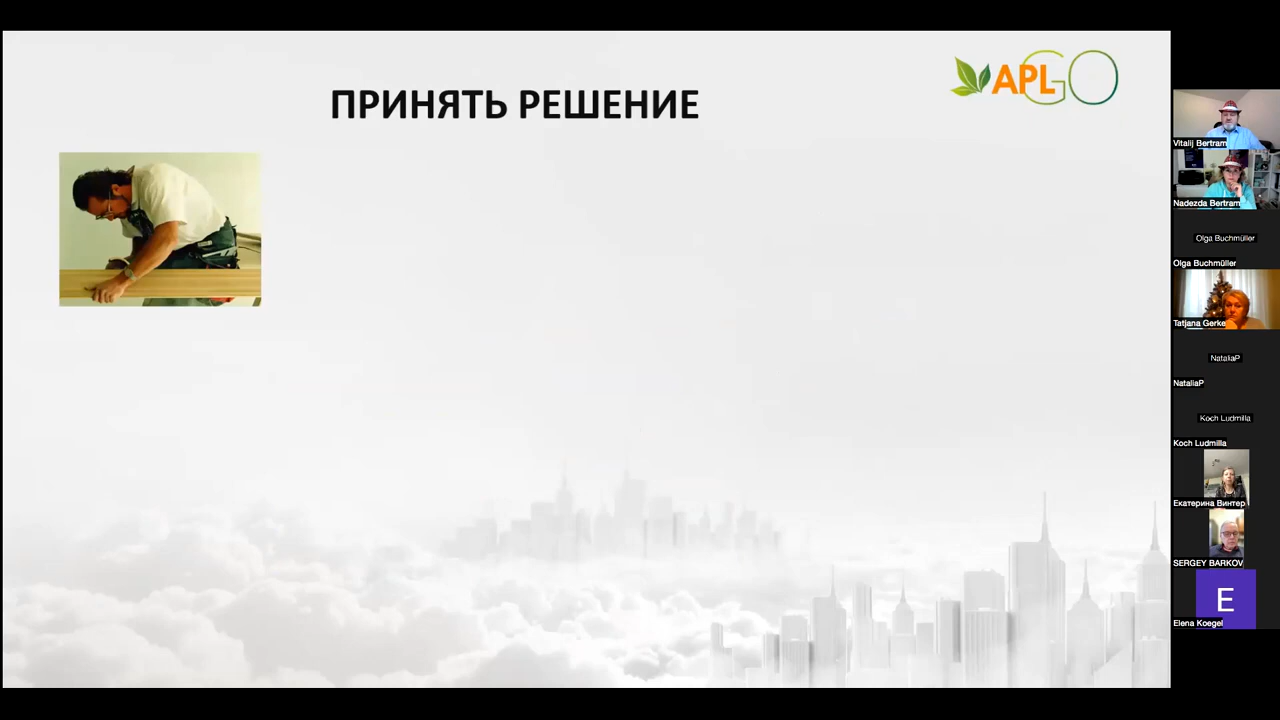 ПРИНЯТЬ РЕШЕНИЕ
APLGO
Vitalij Bertram
Nadezda Bertram
Olga Buchmüller
Olga Buchmüller
Tatjana Gerke
NataliaP
NataliaP
Koch Ludmilla
Koch Ludmilla
Екатерина Винтер
SERGEY BARKOV
E
Elena Koegel